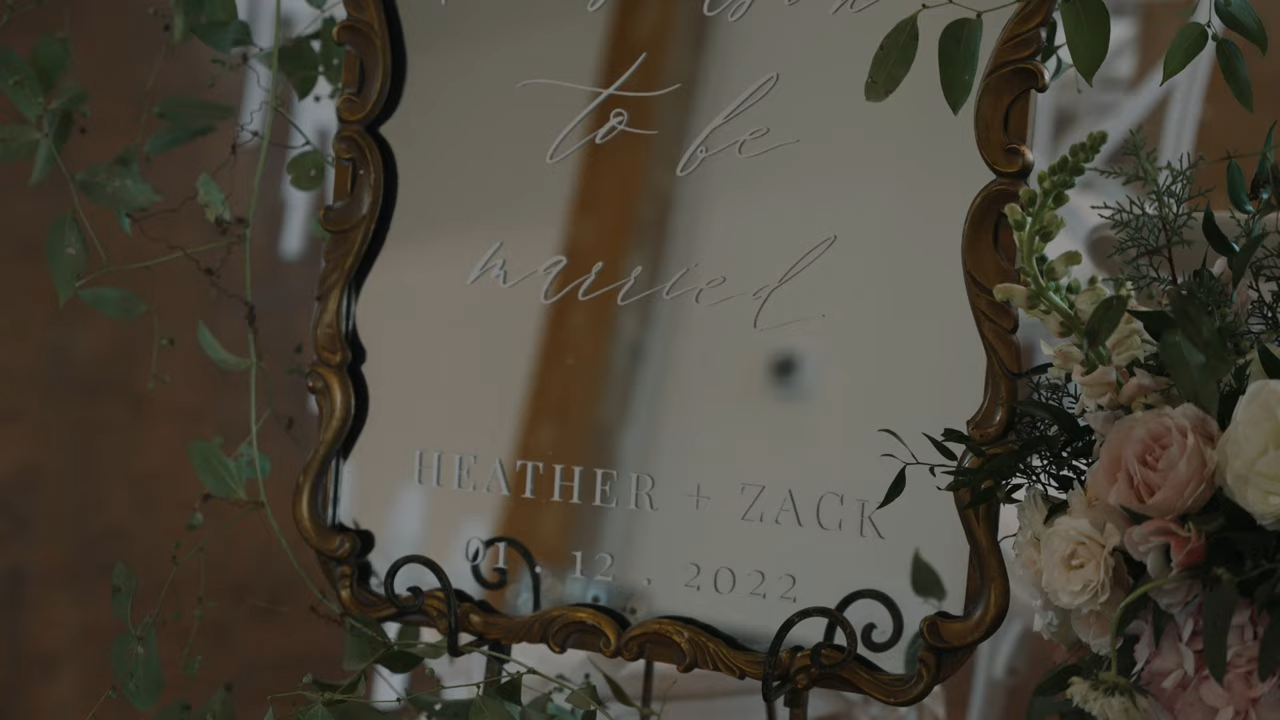 to be
married
HEATHER + ZACK
01 . 12 . 2022